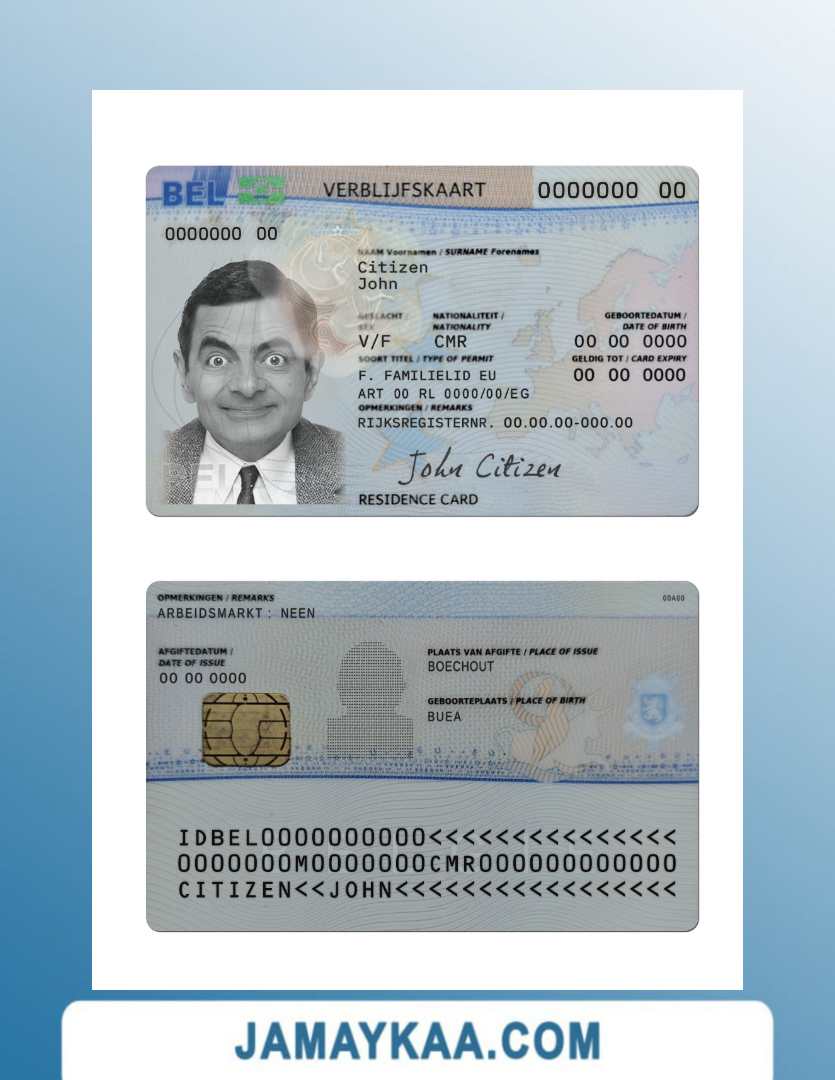 BEL
VERBLIJFSKAART
0000000 00
0000000 00
NAAM Voornamen / SURNAME Forenames
Citizen
John
GESLACHT / NATIONALITEIT / GEBOORTEDATUM /
SEX NATIONALITY DATE OF BIRTH
V/F CMR 00 00 0000
SOORT TITEL / TYPE OF PERMIT GELDIG TOT / CARD EXPIRY
F. FAMILIELID EU 00 00 0000
ART 00 RL 0000/00/EG
OPMERKINGEN / REMARKS
RIJKSREGISTERNR. 00.00.00-000.00
John Citizen
RESIDENCE CARD
OPMERKINGEN / REMARKS
00A00
ARBEIDSMARKT : NEEN
AFGIFTEDATUM /
DATE OF ISSUE
00 00 0000
PLAATS VAN AFGIFTE / PLACE OF ISSUE
BOECHOUT
GEBOORTEPLAATS / PLACE OF BIRTH
BUEA
IDBEL0000000000<<<<<<<<<<<<<<<
0000000M0000000CMR000000000000
CITIZEN<<JOHN<<<<<<<<<<<<<<<<<
JAMAYKAA.COM